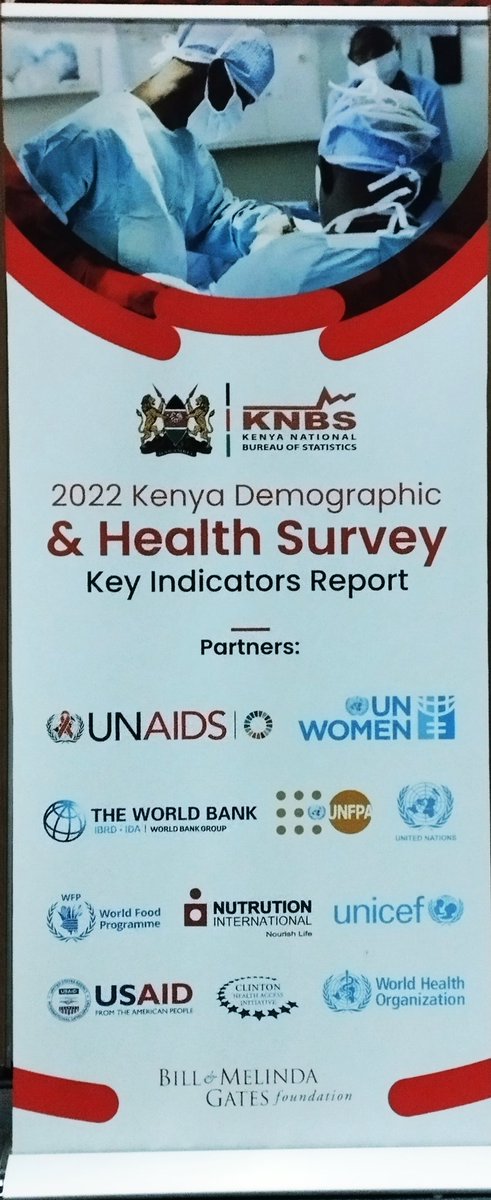 KNBS
KENYA NATIONAL
BUREAU OF STATISTICS
2022 Kenya Demographic
& Health Survey
Key Indicators Report
Partners:
UNAIDS
UN
WOMEN
THE WORLD BANK
IBRD • IDA | WORLD BANK GROUP
UNFPA
UNITED NATIONS
WFP
World Food
Programme
NUTRUTION
INTERNATIONAL
Nourish Life
unicef
USAID
USAID
FROM THE AMERICAN PEOPLE
CLINTON
HEALTH ACCESS
INITIATIVE
World Health
Organization
BILL & MELINDA
GATES foundation